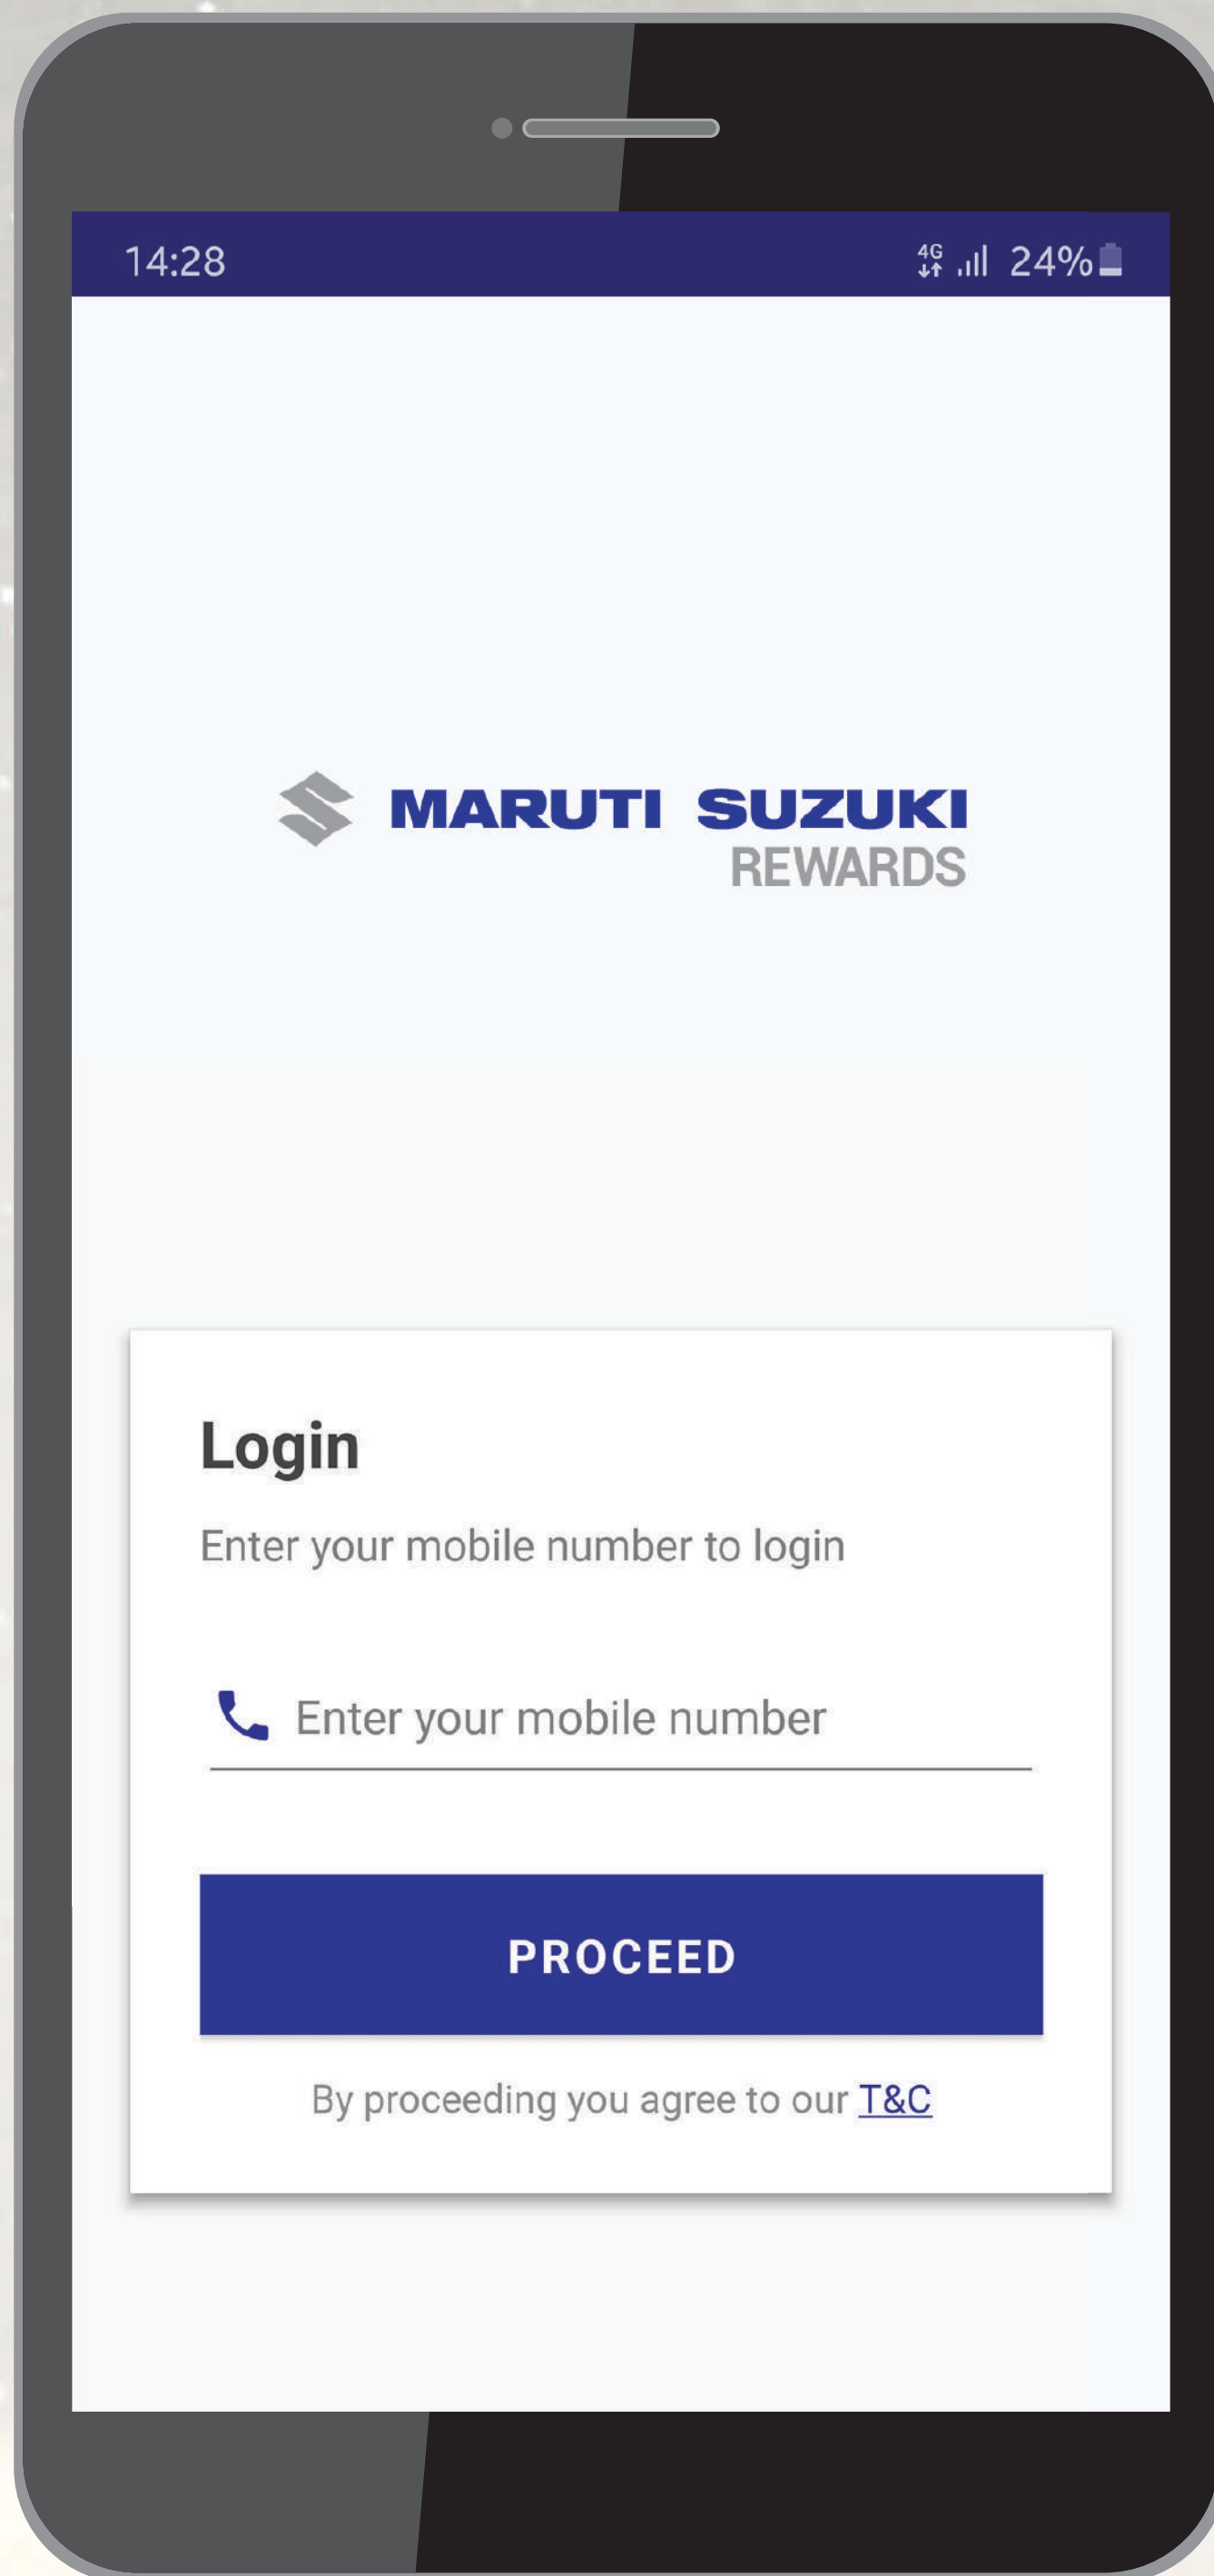 14:28 4G 24%
MARUTI SUZUKI
REWARDS
Login
Enter your mobile number to login
Enter your mobile number
PROCEED
By proceeding you agree to our T&C